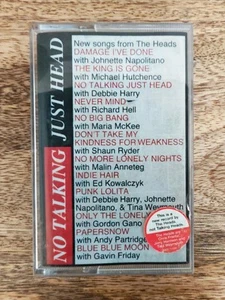 NO TALKING JUST HEAD
New songs from The Heads
DAMAGE I'VE DONE
with Johnette Napolitano
THE KING IS GONE
with Michael Hutchence
NO TALKING JUST HEAD
with Debbie Harry
NEVER MIND
with Richard Hell
NO BIG BANG
with Maria McKee
DON'T TAKE MY
KINDNESS FOR WEAKNESS
with Shaun Ryder
NO MORE LONELY NIGHTS
with Malin Anneteg
INDIE HAIR
with Ed Kowalczyk
PUNK LOLITA
with Debbie Harry, Johnette
Napolitano, & Tina Weymouth
ONLY THE LONELY
with Gordon Gano
PAPERSNOW
with Andy Partridge
BLUE BLUE MOON
with Gavin Friday
This is a
new record by
The Heads,
not Talking Heads.